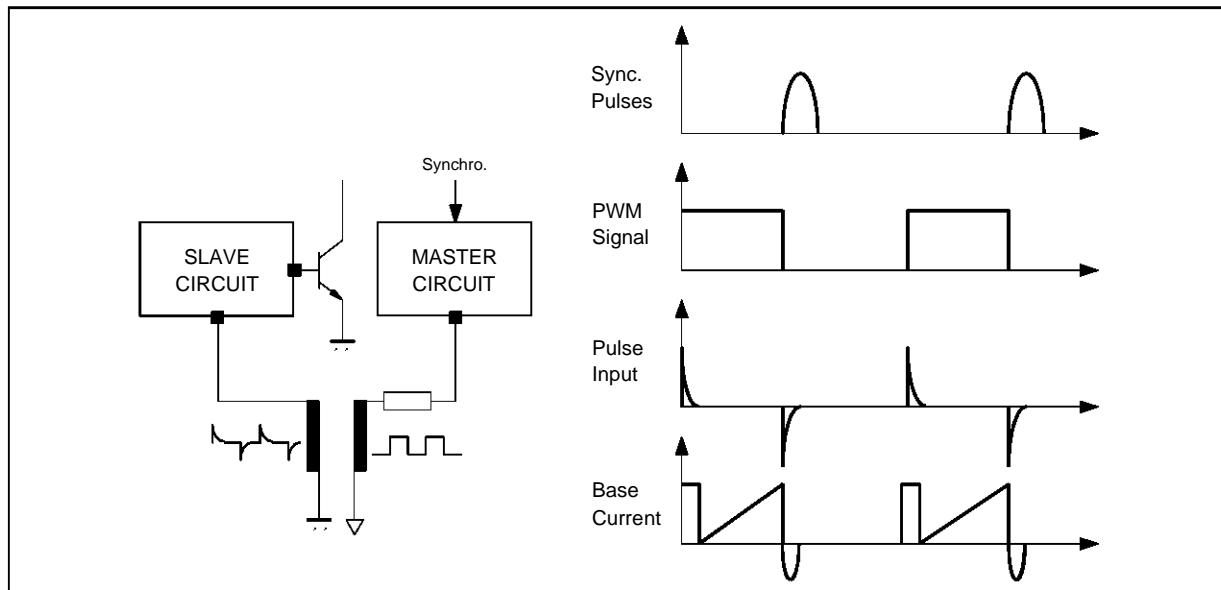 Synchro.
SLAVE
CIRCUIT
MASTER
CIRCUIT
Sync.
Pulses
PWM
Signal
Pulse
Input
Base
Current